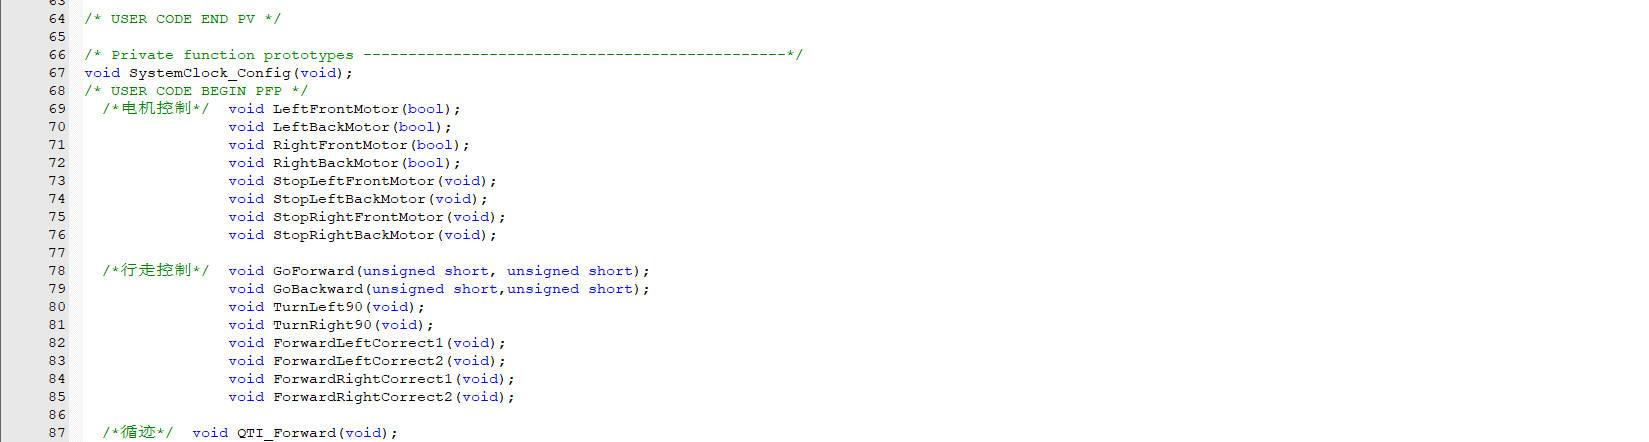 63
64 /* USER CODE END PV */
65
66 /* Private function prototypes -----------------------------------------------*/
67 void SystemClock_Config(void);
68 /* USER CODE BEGIN PFP */
69 /*电机控制*/ void LeftFrontMotor(bool);
70 void LeftBackMotor(bool);
71 void RightFrontMotor(bool);
72 void RightBackMotor(bool);
73 void StopLeftFrontMotor(void);
74 void StopLeftBackMotor(void);
75 void StopRightFrontMotor(void);
76 void StopRightBackMotor(void);
77
78 /*行走控制*/ void GoForward(unsigned short, unsigned short);
79 void GoBackward(unsigned short,unsigned short);
80 void TurnLeft90(void);
81 void TurnRight90(void);
82 void ForwardLeftCorrect1(void);
83 void ForwardLeftCorrect2(void);
84 void ForwardRightCorrect1(void);
85 void ForwardRightCorrect2(void);
86
87 /*循迹*/ void QTI_Forward(void);